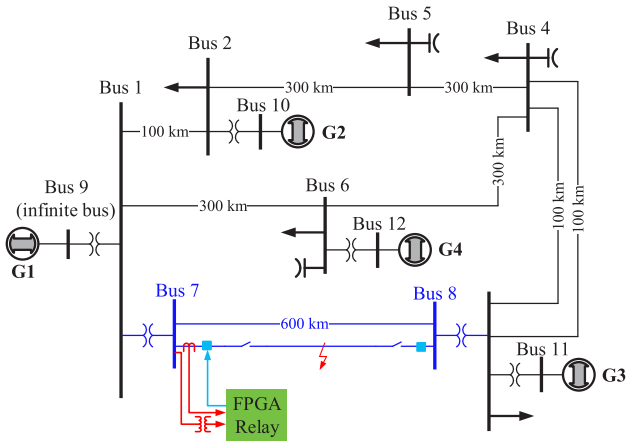 Bus 5
Bus 4
Bus 2
Bus 1
300 km
300 km
Bus 10
100 km
G2
300 km
100 km
100 km
Bus 9
(infinite bus)
Bus 6
300 km
Bus 12
G1
G4
Bus 7
Bus 8
600 km
Bus 11
G3
FPGA
Relay